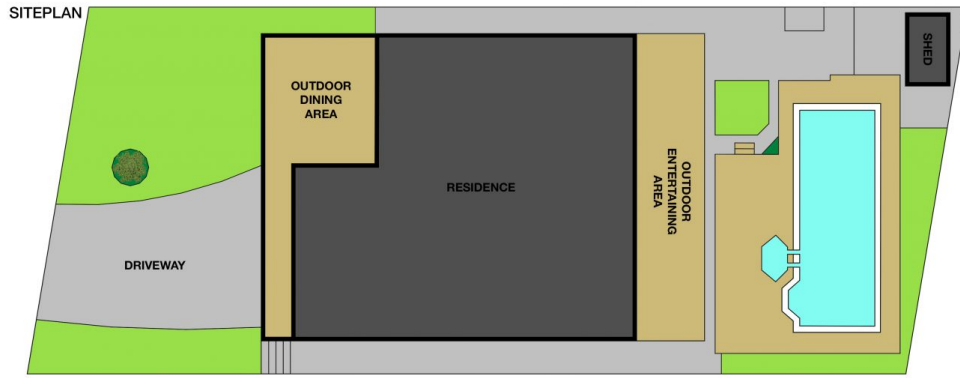 SITEPLAN
OUTDOOR
DINING
AREA
SHED
RESIDENCE
OUTDOOR
ENTERTAINING
AREA
DRIVEWAY